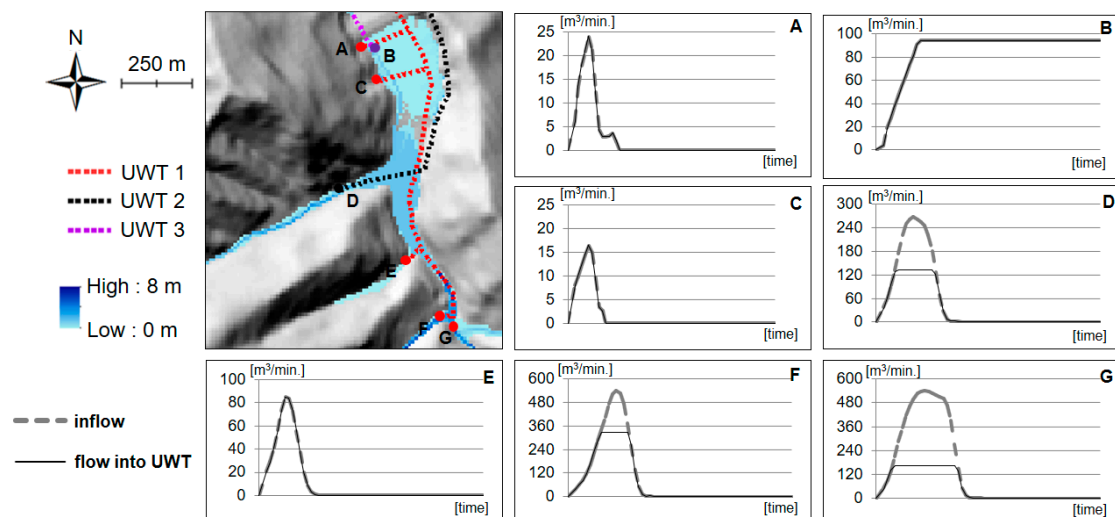 N
250 m
UWT 1
UWT 2
UWT 3
High : 8 m
Low : 0 m
inflow
flow into UWT
A
B
C
D
E
F
G
[m³/min.]
A
25
20
15
10
5
0
[time]
[m³/min.]
B
100
80
60
40
20
0
[time]
[m³/min.]
C
25
20
15
10
5
0
[time]
[m³/min.]
D
300
240
180
120
60
0
[time]
[m³/min.]
E
100
80
60
40
20
0
[time]
[m³/min.]
F
600
480
360
240
120
0
[time]
[m³/min.]
G
600
480
360
240
120
0
[time]